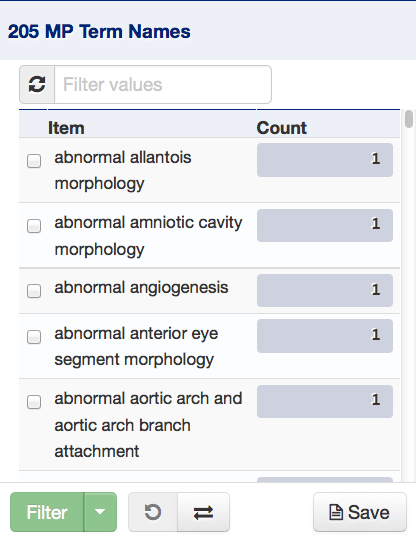 205 MP Term Names
Filter values
Item Count
abnormal allantois 1
morphology
abnormal amniotic cavity 1
morphology
abnormal angiogenesis 1
abnormal anterior eye 1
segment morphology
abnormal aortic arch and 1
aortic arch branch
attachment
Filter Save